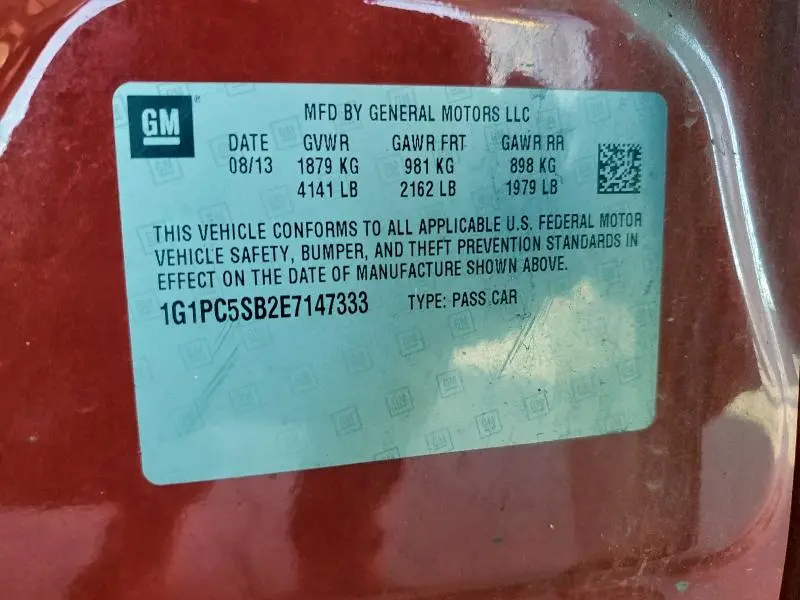 GM
MFD BY GENERAL MOTORS LLC
DATE GVWR GAWR FRT GAWR RR
08/13 1879 KG 981 KG 898 KG
4141 LB 2162 LB 1979 LB
THIS VEHICLE CONFORMS TO ALL APPLICABLE U.S. FEDERAL MOTOR
VEHICLE SAFETY, BUMPER, AND THEFT PREVENTION STANDARDS IN
EFFECT ON THE DATE OF MANUFACTURE SHOWN ABOVE.
1G1PC5SB2E7147333 TYPE: PASS CAR